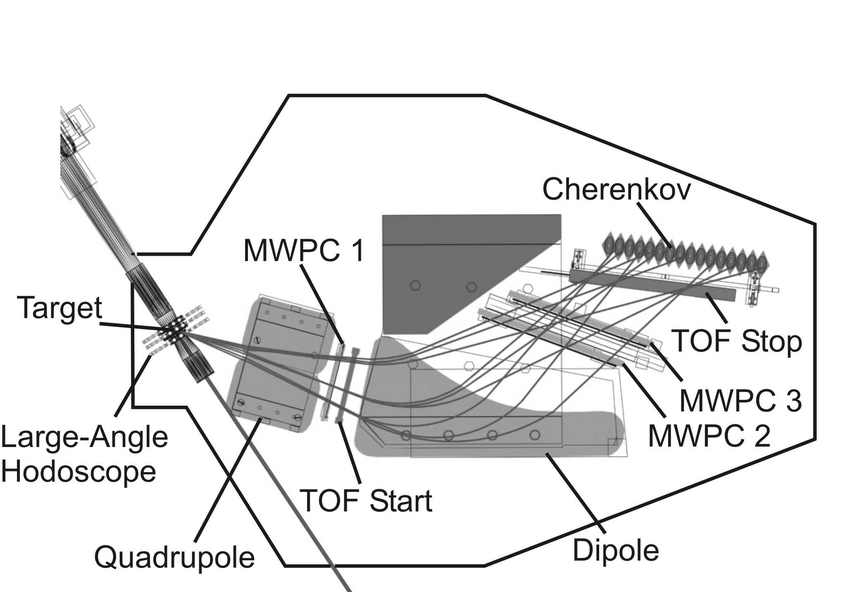 Cherenkov
MWPC 1
Target
TOF Stop
MWPC 3
MWPC 2
Large-Angle
Hodoscope
TOF Start
Quadrupole
Dipole